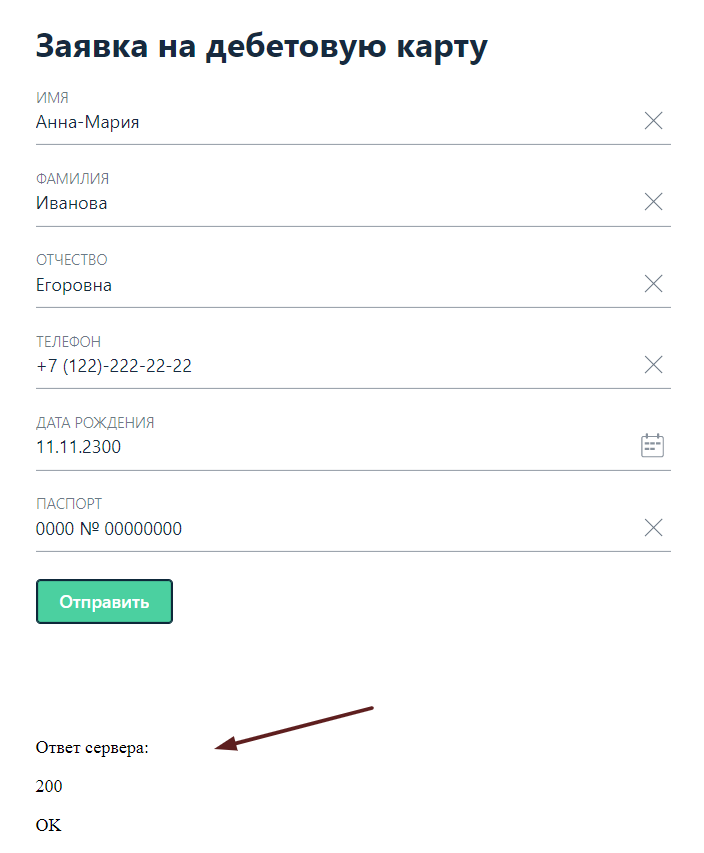 Заявка на дебетовую карту
ИМЯ
Анна-Мария
ФАМИЛИЯ
Иванова
ОТЧЕСТВО
Егоровна
ТЕЛЕФОН
+7 (122)-222-22-22
ДАТА РОЖДЕНИЯ
11.11.2300
ПАСПОРТ
0000 № 00000000
Отправить
Ответ сервера:
200
OK